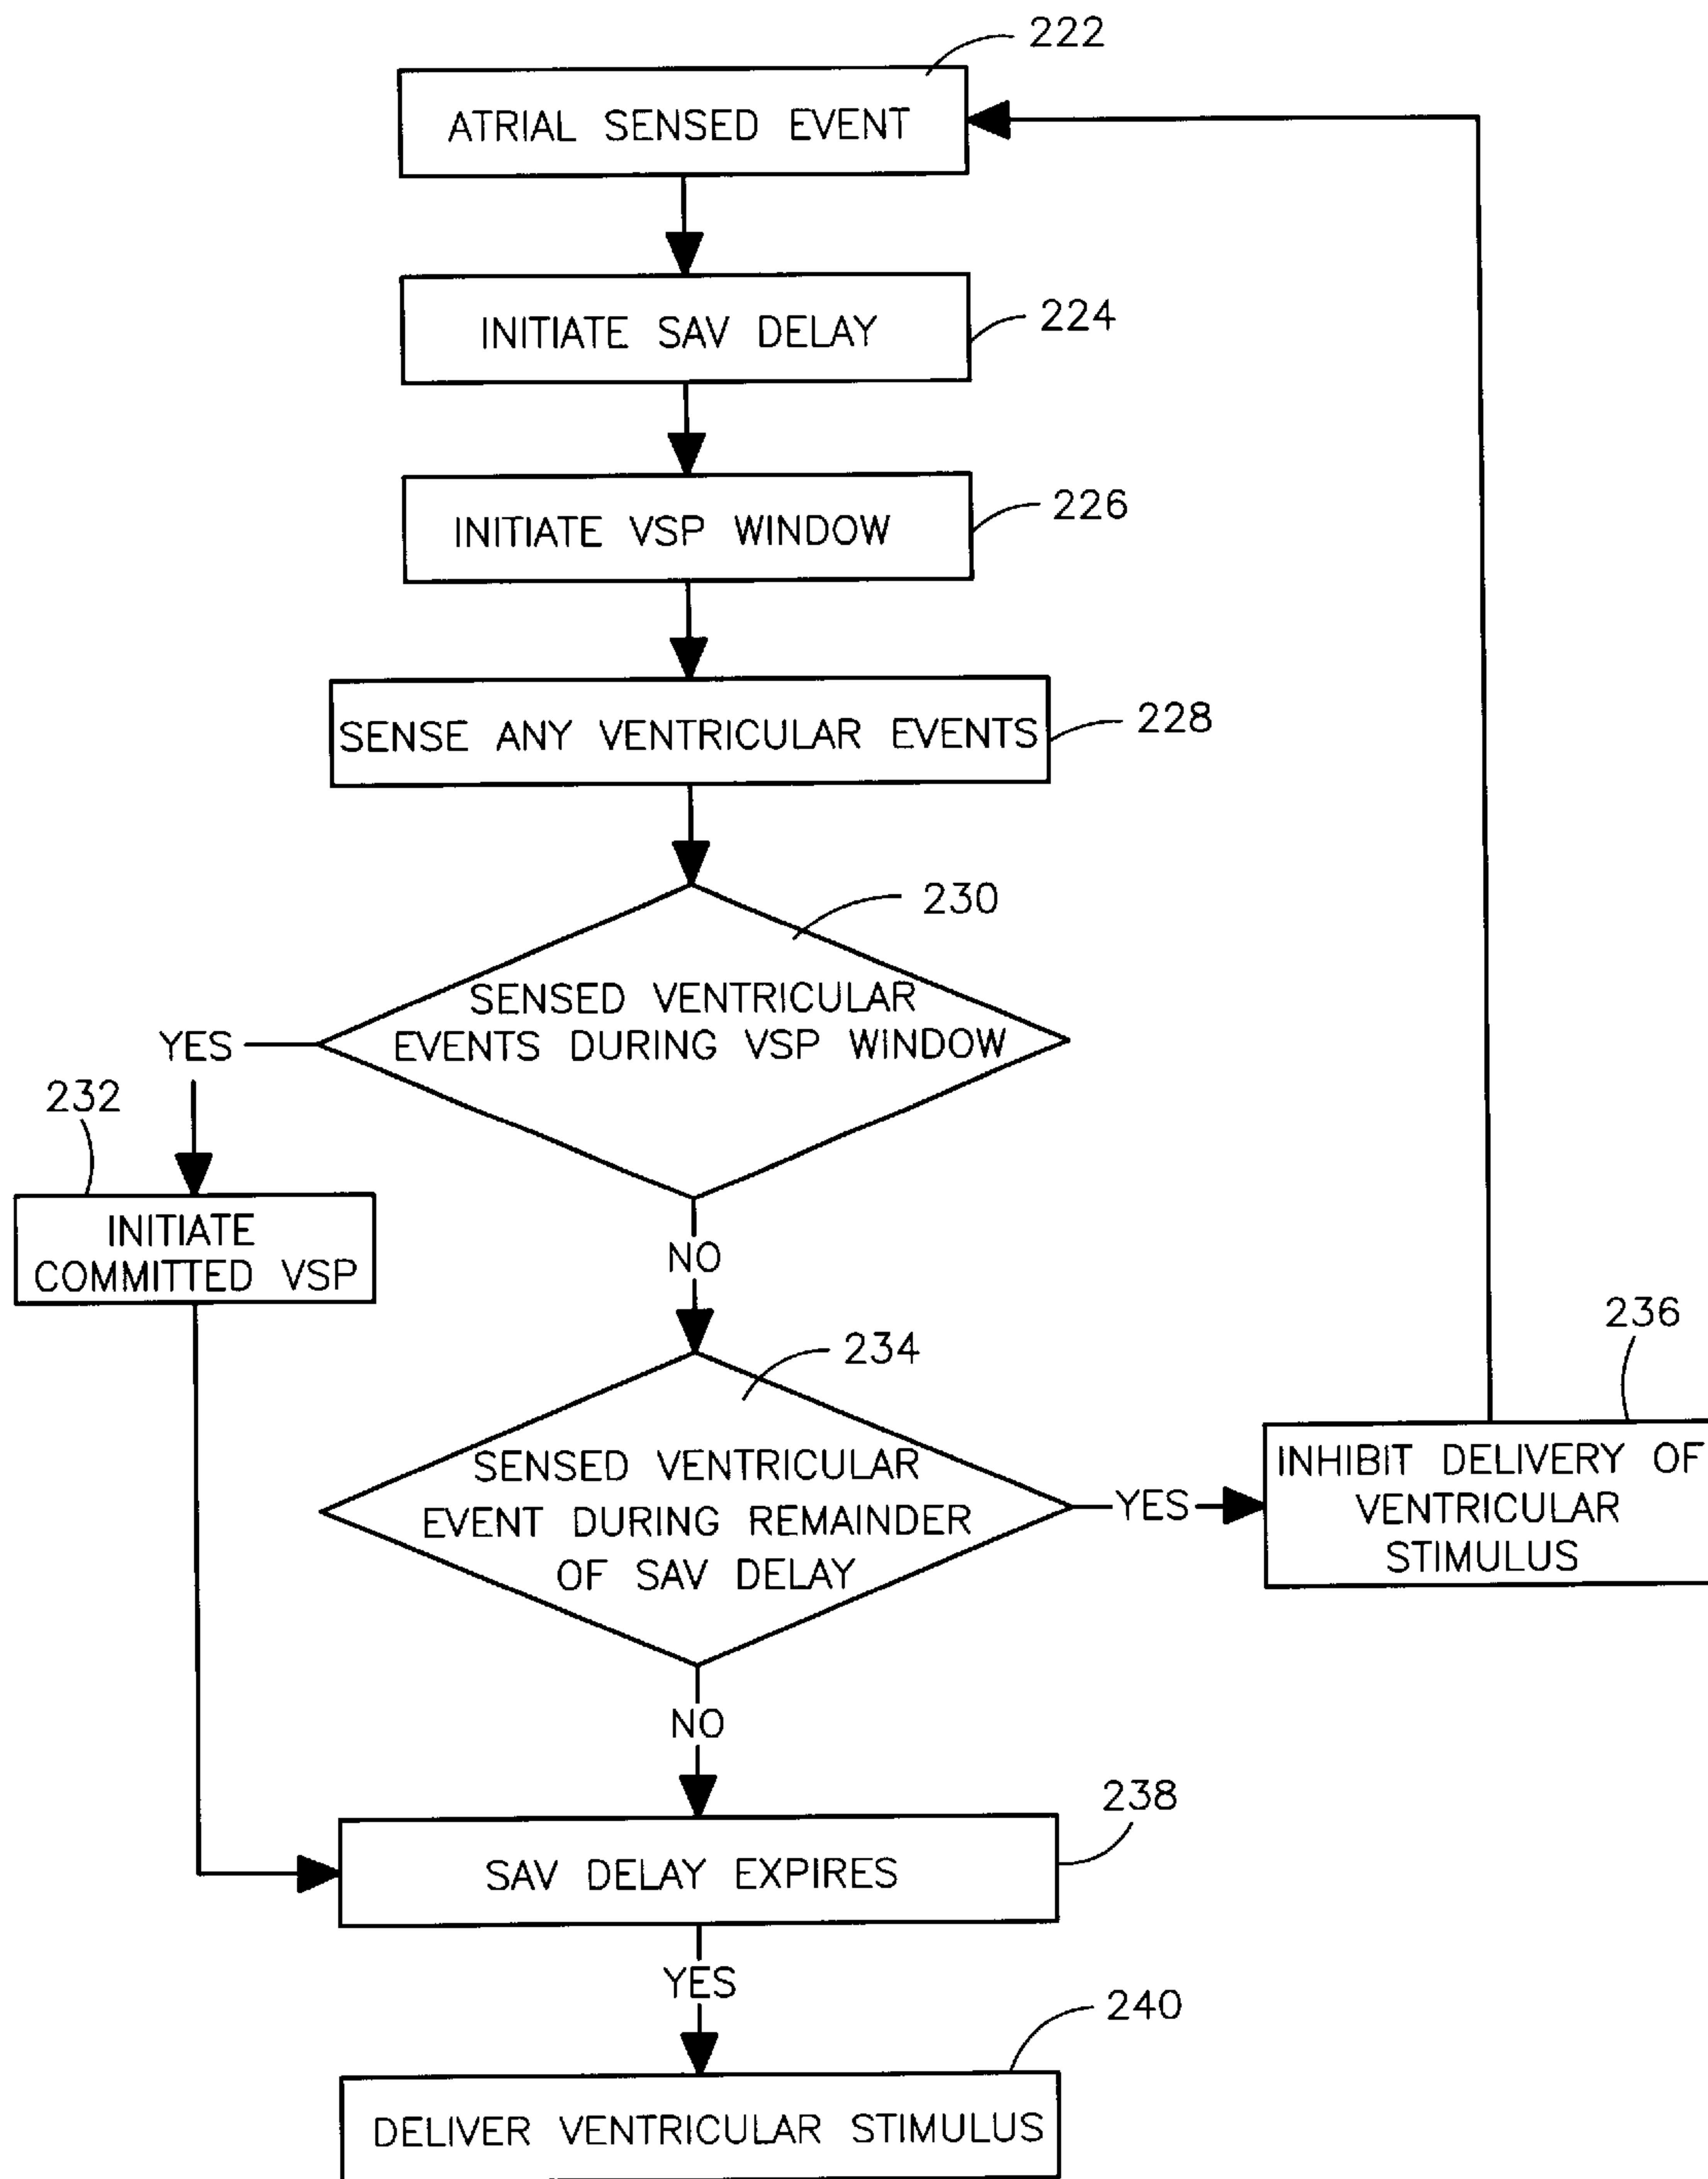 222
ATRIAL SENSED EVENT
INITIATE SAV DELAY
224
INITIATE VSP WINDOW
226
SENSE ANY VENTRICULAR EVENTS
228
230
SENSED VENTRICULAR
EVENTS DURING VSP WINDOW
YES
232
INITIATE
COMMITTED VSP
NO
234
SENSED VENTRICULAR
EVENT DURING REMAINDER
OF SAV DELAY
YES
236
INHIBIT DELIVERY OF
VENTRICULAR
STIMULUS
NO
238
SAV DELAY EXPIRES
YES
240
DELIVER VENTRICULAR STIMULUS